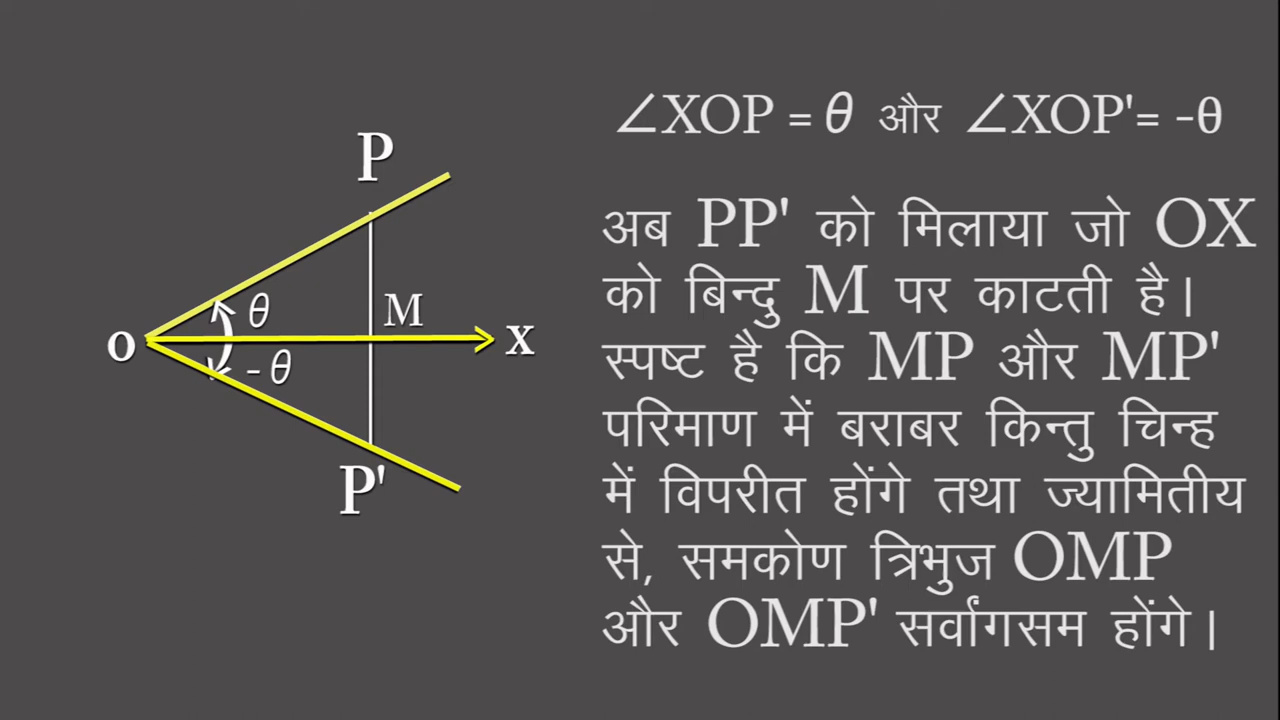 ∠XOP = θ और ∠XOP'= -θ
P
अब PP' को मिलाया जो OX
को बिन्दु M पर काटती है।
θ
M
O
X
- θ
स्पष्ट है कि MP और MP'
परिमाण में बराबर किन्तु चिन्ह
P'
में विपरीत होंगे तथा ज्यामितीय
से, समकोण त्रिभुज OMP
और OMP' सर्वांगसम होंगे।